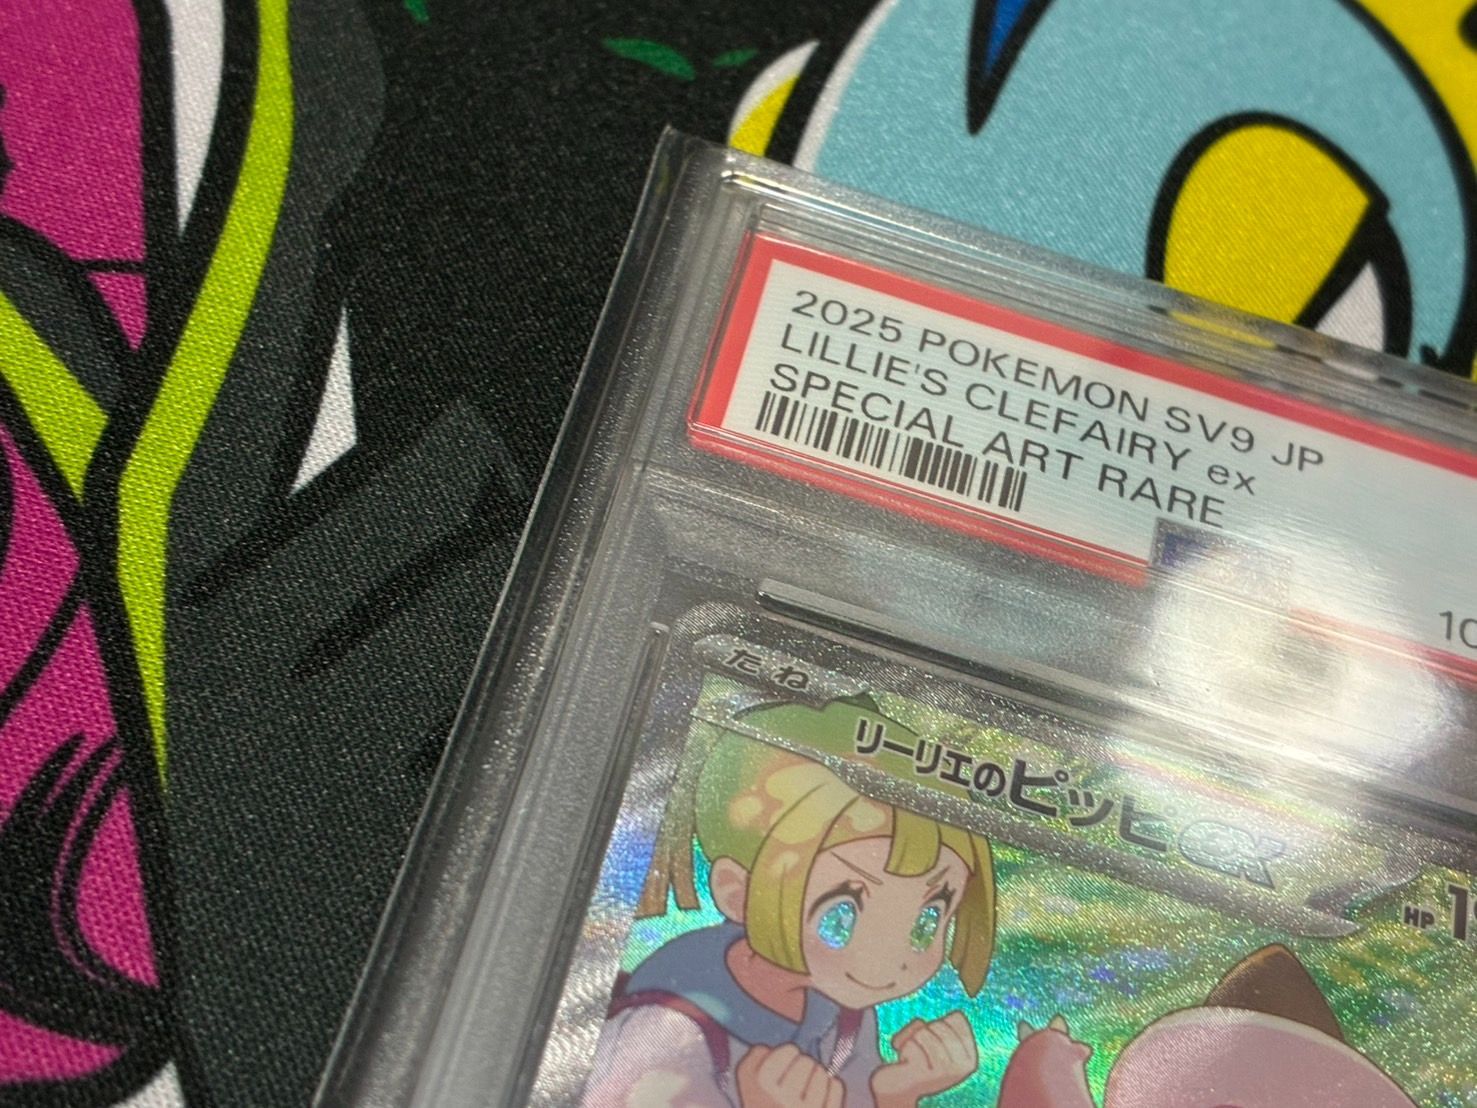 2025 POKEMON SV9 JP
LILLIE'S CLEFAIRY ex
SPECIAL ART RARE
たね
リーリエのピッピex
HP